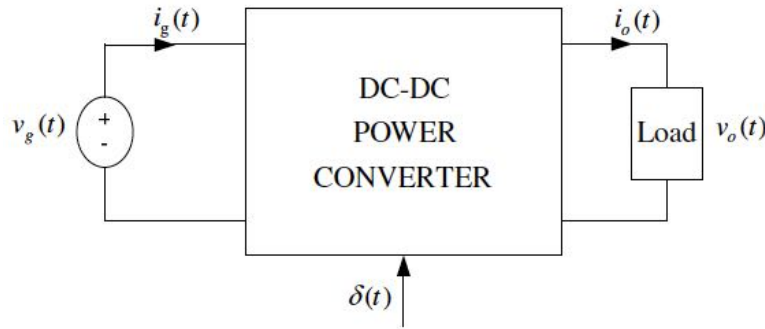 i_g(t)
i_o(t)
DC-DC
POWER
CONVERTER
v_g(t)
+
-
Load
v_o(t)
δ(t)